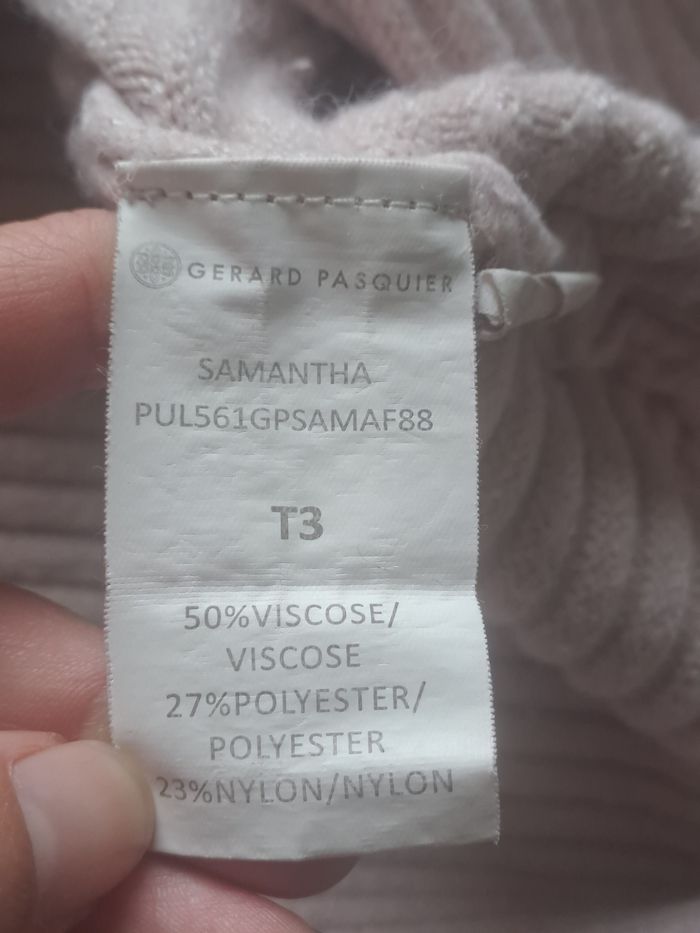 GERARD PASQUIER
SAMANTHA
PUL561GPSAMAF88
T3
50%VISCOSE/
VISCOSE
27%POLYESTER/
POLYESTER
23%NYLON/NYLON